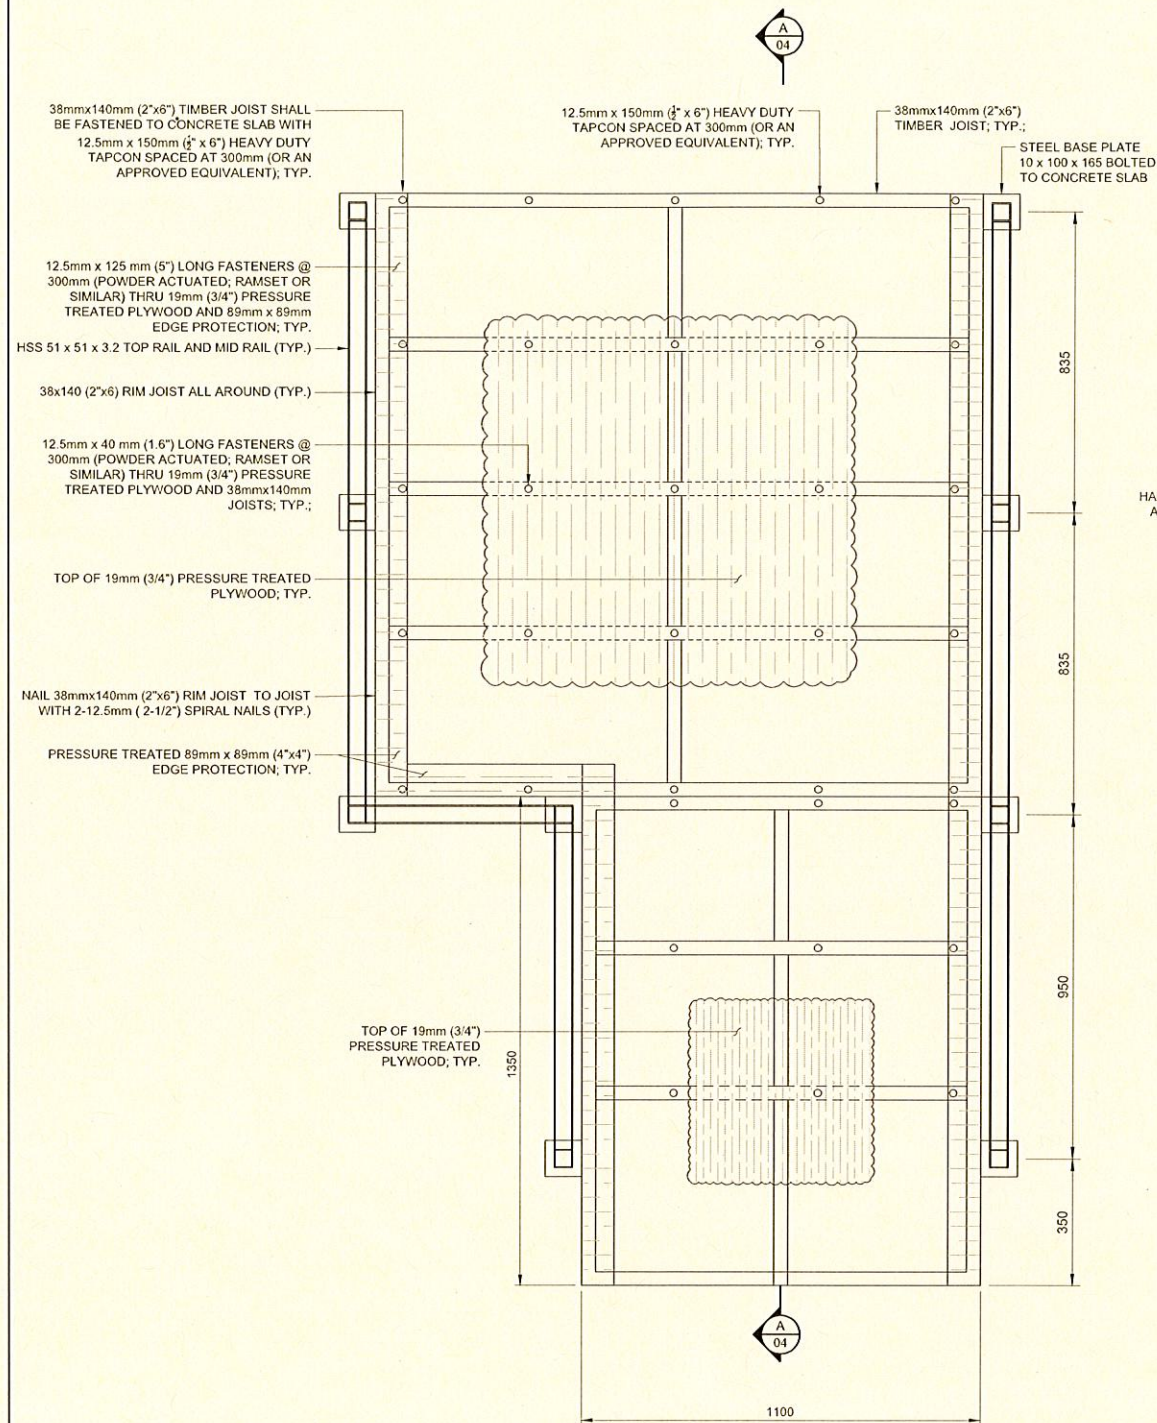 A
04
38mmx140mm (2"x6") TIMBER JOIST SHALL
BE FASTENED TO CONCRETE SLAB WITH
12.5mm x 150mm (½" x 6") HEAVY DUTY
TAPCON SPACED AT 300mm (OR AN
APPROVED EQUIVALENT); TYP.
12.5mm x 150mm (½" x 6") HEAVY DUTY
TAPCON SPACED AT 300mm (OR AN
APPROVED EQUIVALENT); TYP.
38mmx140mm (2"x6")
TIMBER JOIST; TYP.;
STEEL BASE PLATE
10 x 100 x 165 BOLTED
TO CONCRETE SLAB
12.5mm x 125 mm (5") LONG FASTENERS @
300mm (POWDER ACTUATED; RAMSET OR
SIMILAR) THRU 19mm (3/4") PRESSURE
TREATED PLYWOOD AND 89mm x 89mm
EDGE PROTECTION; TYP.
HSS 51 x 51 x 3.2 TOP RAIL AND MID RAIL (TYP.)
38x140 (2"x6) RIM JOIST ALL AROUND (TYP.)
12.5mm x 40 mm (1.6") LONG FASTENERS @
300mm (POWDER ACTUATED; RAMSET OR
SIMILAR) THRU 19mm (3/4") PRESSURE
TREATED PLYWOOD AND 38mmx140mm
JOISTS; TYP.;
835
HA
A
TOP OF 19mm (3/4") PRESSURE TREATED
PLYWOOD; TYP.
835
NAIL 38mmx140mm (2"x6") RIM JOIST TO JOIST
WITH 2-12.5mm ( 2-1/2") SPIRAL NAILS (TYP.)
PRESSURE TREATED 89mm x 89mm (4"x4")
EDGE PROTECTION; TYP.
950
TOP OF 19mm (3/4")
PRESSURE TREATED
PLYWOOD; TYP.
1350
350
A
04
1100